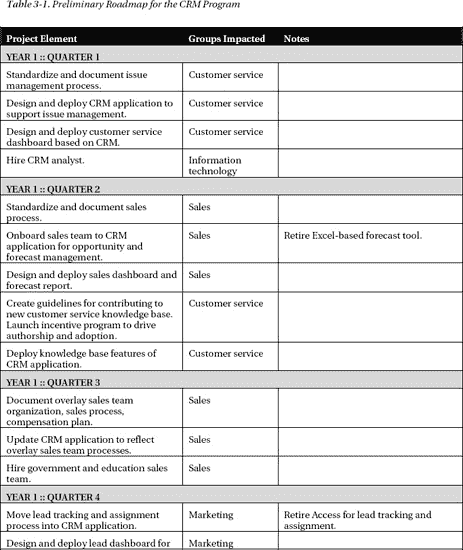 Table 3-1. Preliminary Roadmap for the CRM Program
Project Element Groups Impacted Notes
YEAR 1 :: QUARTER 1
Standardize and document issue Customer service
management process.
Design and deploy CRM application to Customer service
support issue management.
Design and deploy customer service Customer service
dashboard based on CRM.
Hire CRM analyst. Information
technology
YEAR 1 :: QUARTER 2
Standardize and document sales Sales
process.
Onboard sales team to CRM Sales Retire Excel-based forecast tool.
application for opportunity and
forecast management.
Design and deploy sales dashboard and Sales
forecast report.
Create guidelines for contributing to Customer service
new customer service knowledge base.
Launch incentive program to drive
authorship and adoption.
Deploy knowledge base features of Customer service
CRM application.
YEAR 1 :: QUARTER 3
Document overlay sales team Sales
organization, sales process,
compensation plan.
Update CRM application to reflect Sales
overlay sales team processes.
Hire government and education sales Sales
team.
YEAR 1 :: QUARTER 4
Move lead tracking and assignment Marketing Retire Access for lead tracking and
process into CRM application. assignment.
Design and deploy lead dashboard for Marketing